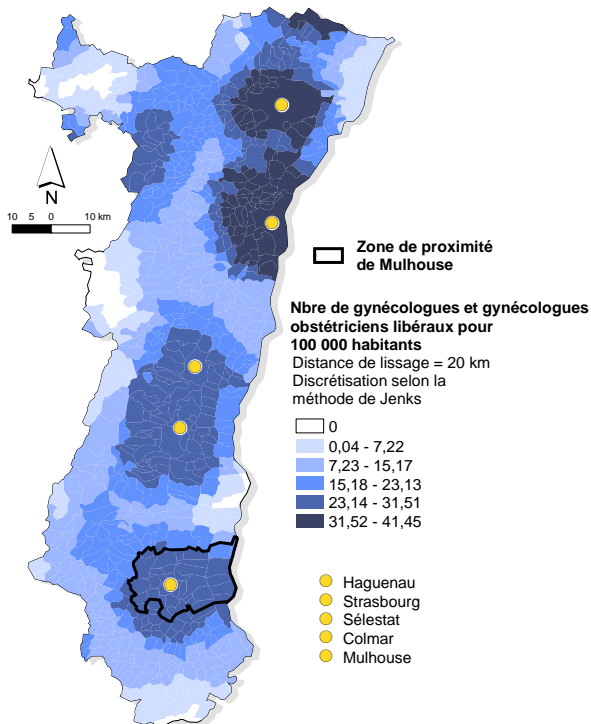 N
10 5 0 10 km
Zone de proximité
de Mulhouse
Nbre de gynécologues et gynécologues
obstétriciens libéraux pour
100 000 habitants
Distance de lissage = 20 km
Discrétisation selon la
méthode de Jenks
0
0,04 - 7,22
7,23 - 15,17
15,18 - 23,13
23,14 - 31,51
31,52 - 41,45
Haguenau
Strasbourg
Sélestat
Colmar
Mulhouse